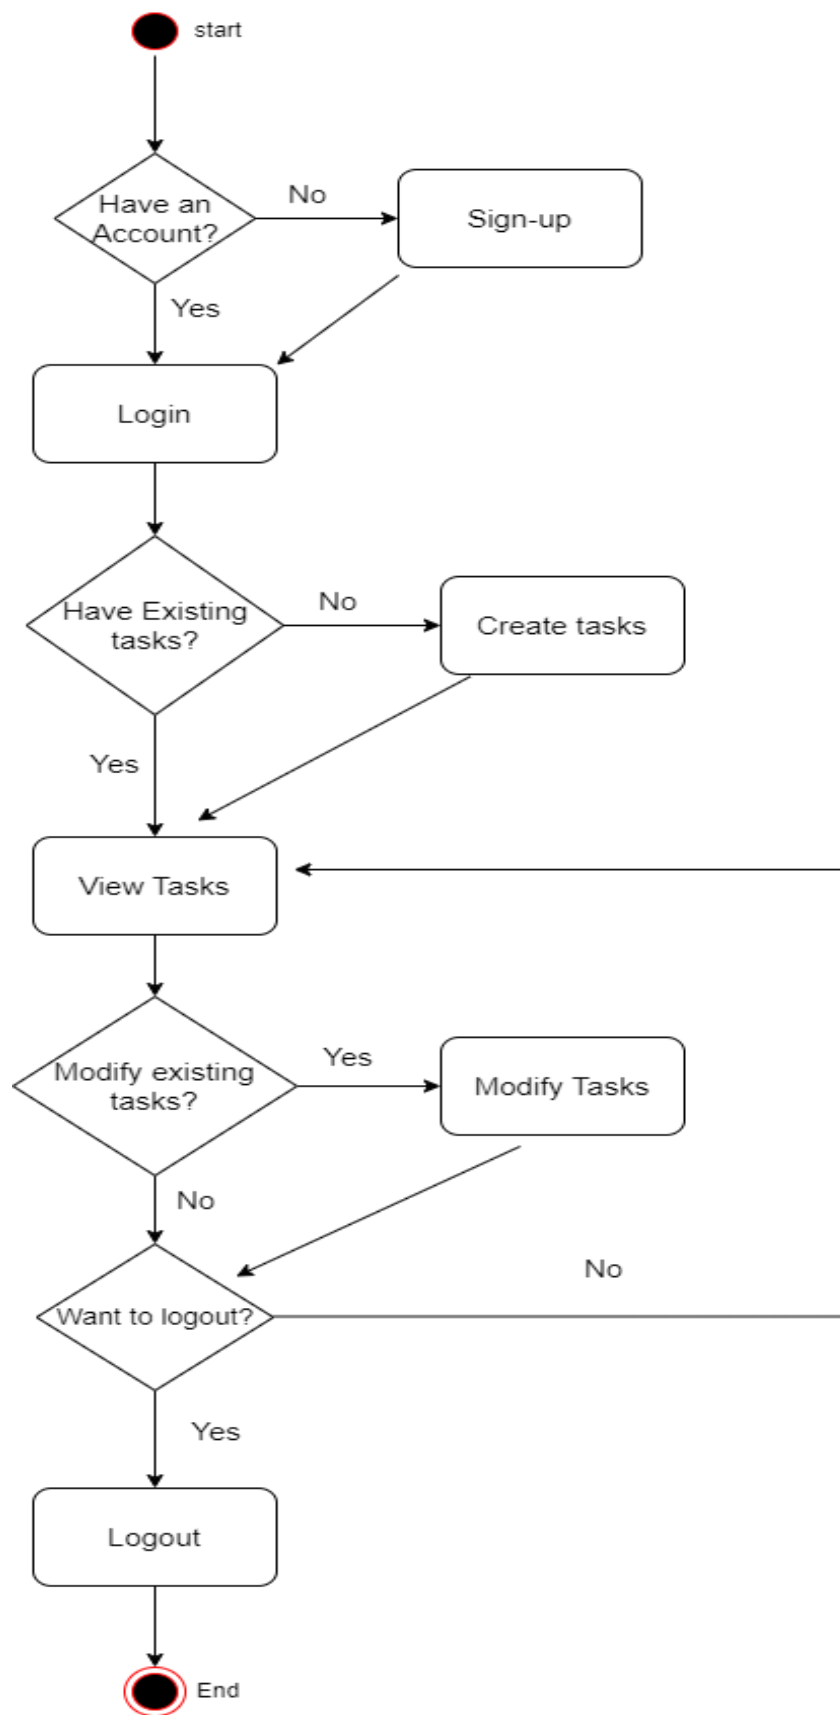 start
Have an
Account?
No
Sign-up
Yes
Login
Have Existing
tasks?
No
Create tasks
Yes
View Tasks
Modify existing
tasks?
Yes
Modify Tasks
No
Want to logout?
No
Yes
Logout
End